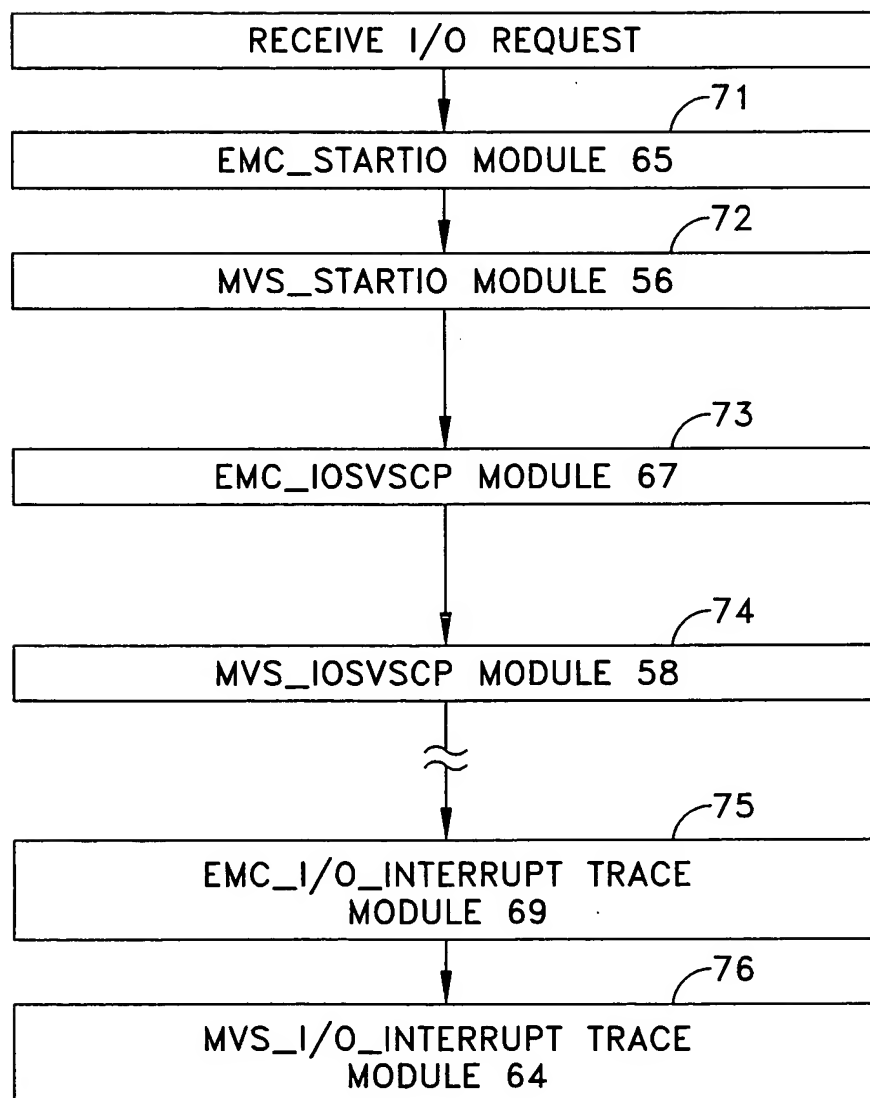 RECEIVE I/O REQUEST
71
EMC_STARTIO MODULE 65
72
MVS_STARTIO MODULE 56
73
EMC_IOSVSCP MODULE 67
74
MVS_IOSVSCP MODULE 58
75
EMC_I/O_INTERRUPT TRACE
MODULE 69
76
MVS_I/O_INTERRUPT TRACE
MODULE 64